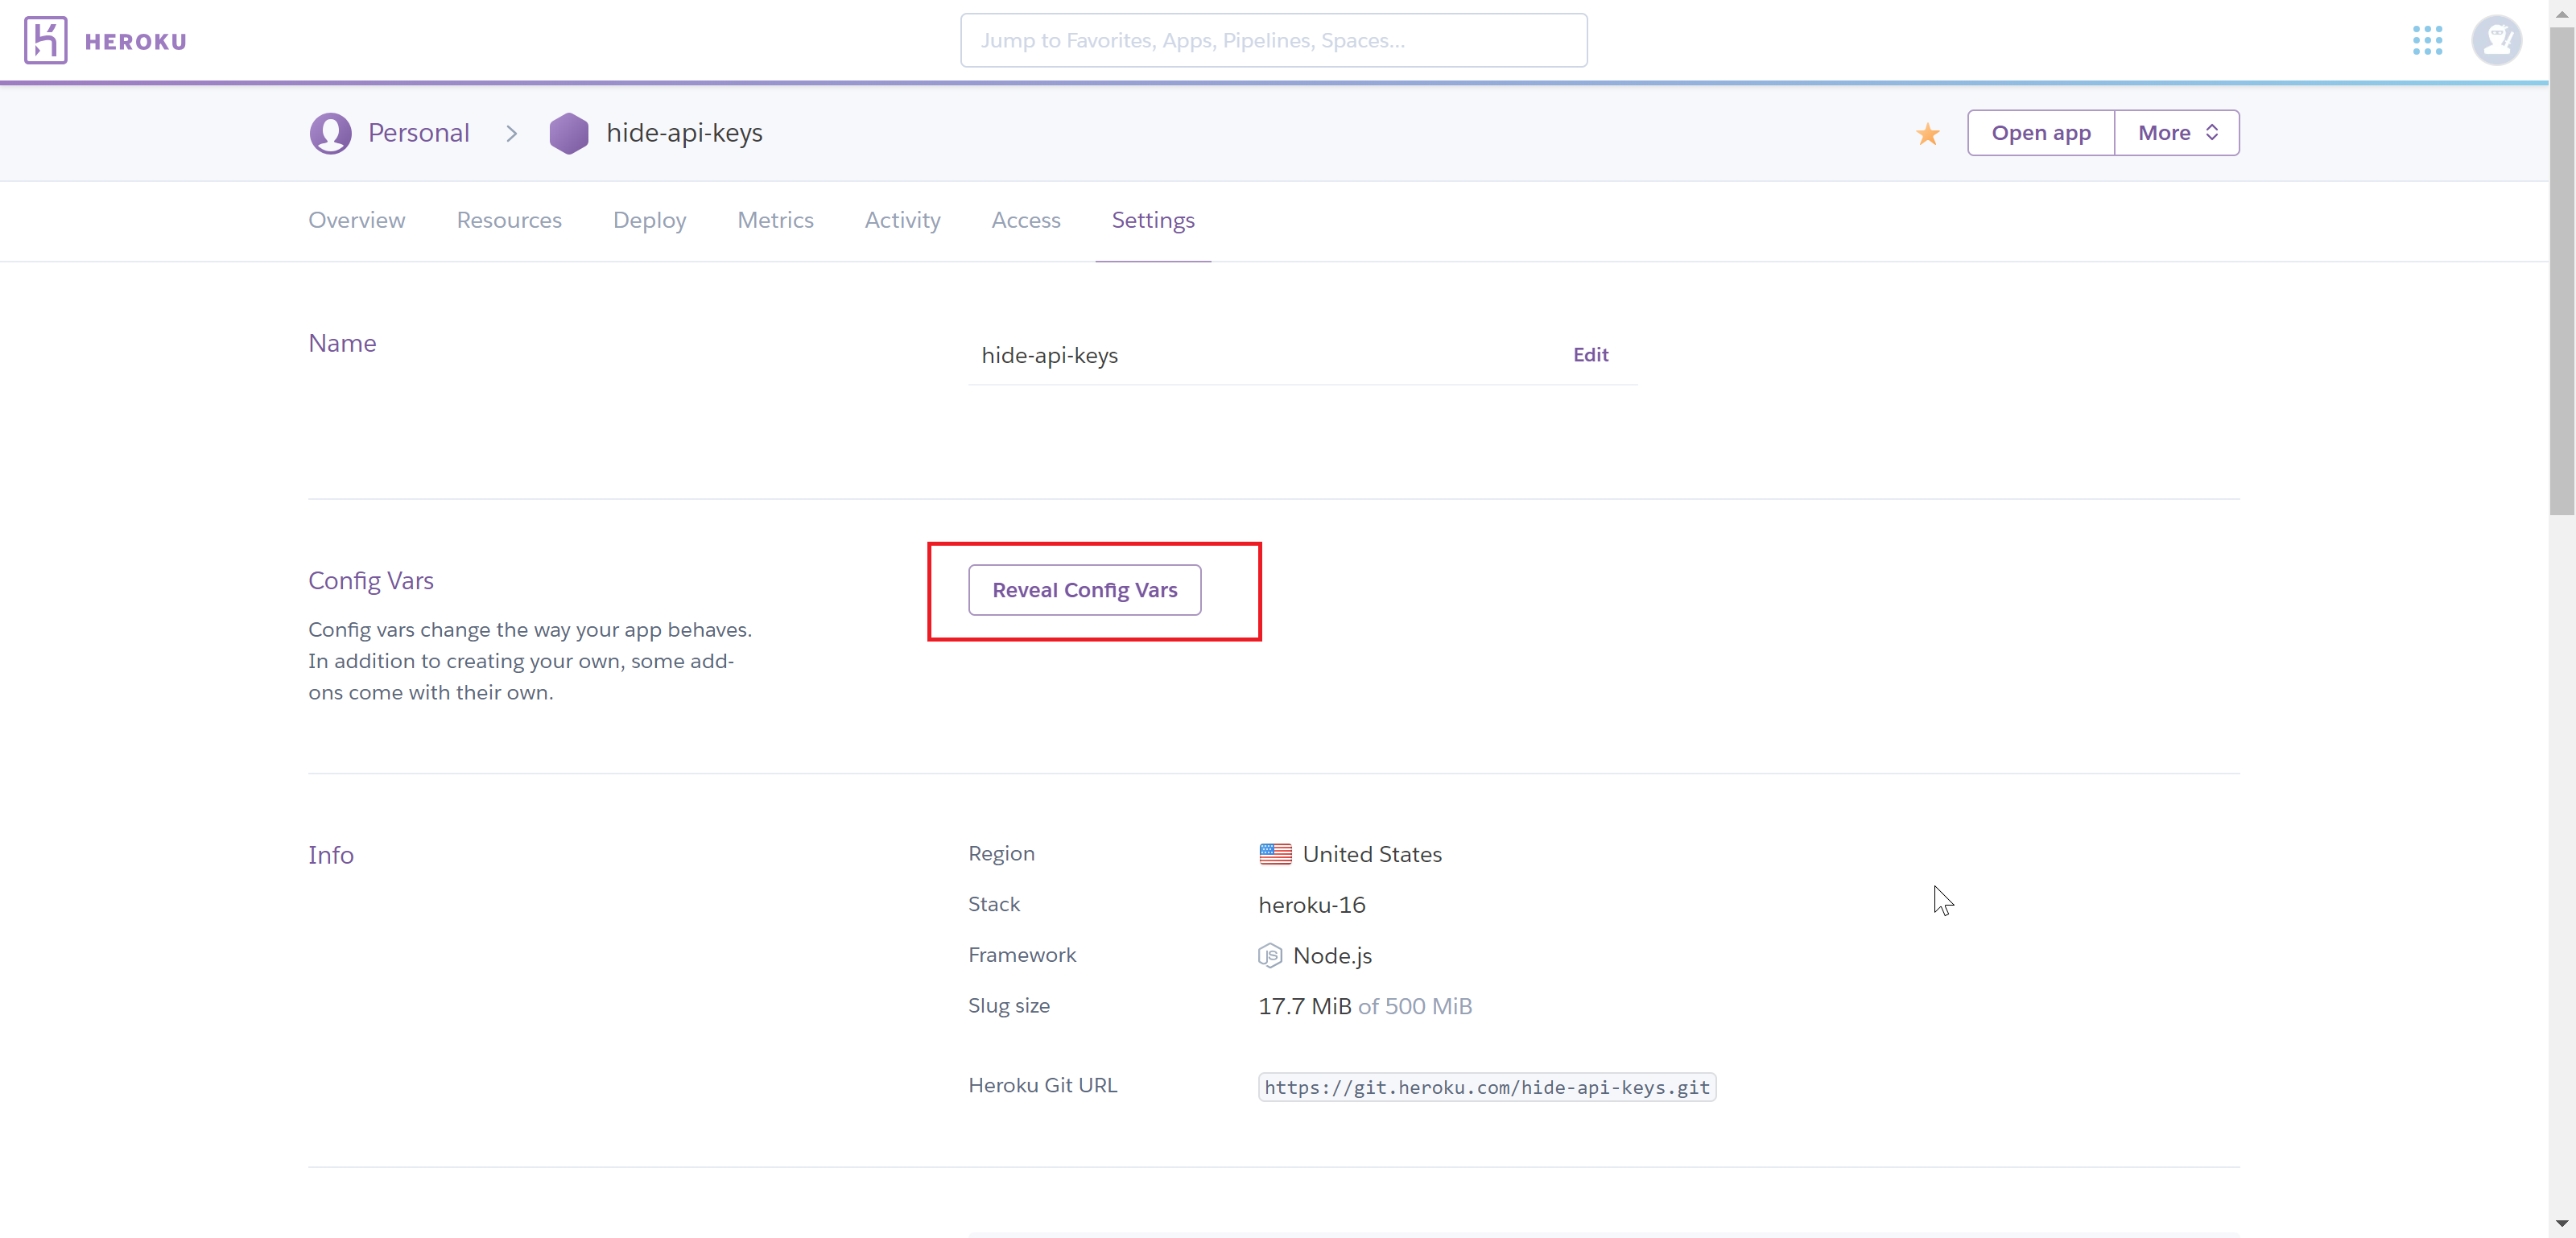 HEROKU
Jump to Favorites, Apps, Pipelines, Spaces...
Personal > hide-api-keys
Open app
More
Overview Resources Deploy Metrics Activity Access Settings
Name
hide-api-keys
Edit
Config Vars
Config vars change the way your app behaves.
In addition to creating your own, some add-
ons come with their own.
Reveal Config Vars
Info
Region United States
Stack heroku-16
Framework Node.js
Slug size 17.7 MiB of 500 MiB
Heroku Git URL https://git.heroku.com/hide-api-keys.git